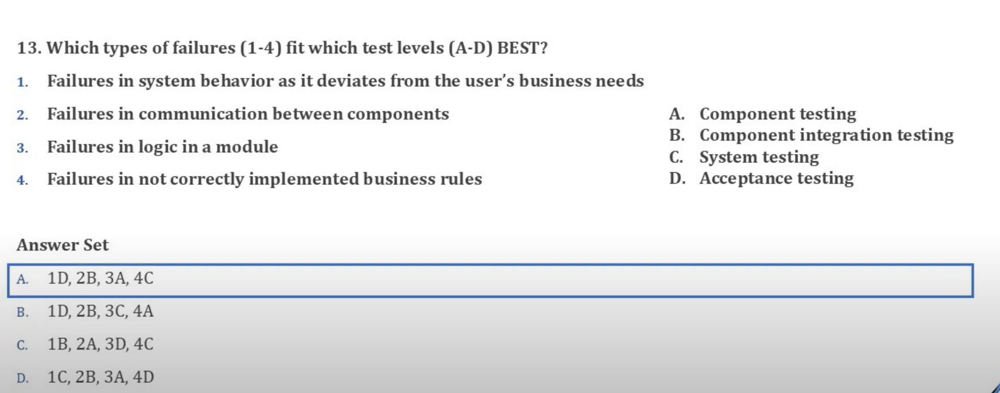 13. Which types of failures (1-4) fit which test levels (A-D) BEST?
1. Failures in system behavior as it deviates from the user's business needs
2. Failures in communication between components
3. Failures in logic in a module
4. Failures in not correctly implemented business rules
A. Component testing
B. Component integration testing
C. System testing
D. Acceptance testing
Answer Set
A. 1D, 2B, 3A, 4C
B. 1D, 2B, 3C, 4A
C. 1B, 2A, 3D, 4C
D. 1C, 2B, 3A, 4D